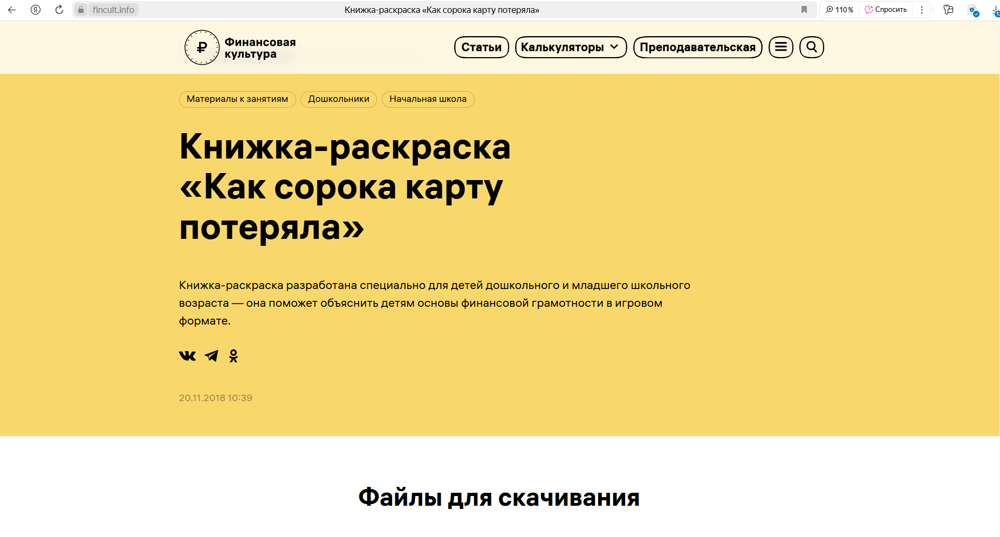 fincult.info
Книжка-раскраска «Как сорока карту потеряла»
110 %
Спросить
Финансовая
культура
Статьи
Калькуляторы
Преподавательская
Материалы к занятиям
Дошкольники
Начальная школа
Книжка-раскраска
«Как сорока карту
потеряла»
Книжка-раскраска разработана специально для детей дошкольного и младшего школьного
возраста — она поможет объяснить детям основы финансовой грамотности в игровом
формате.
20.11.2018 10:39
Файлы для скачивания